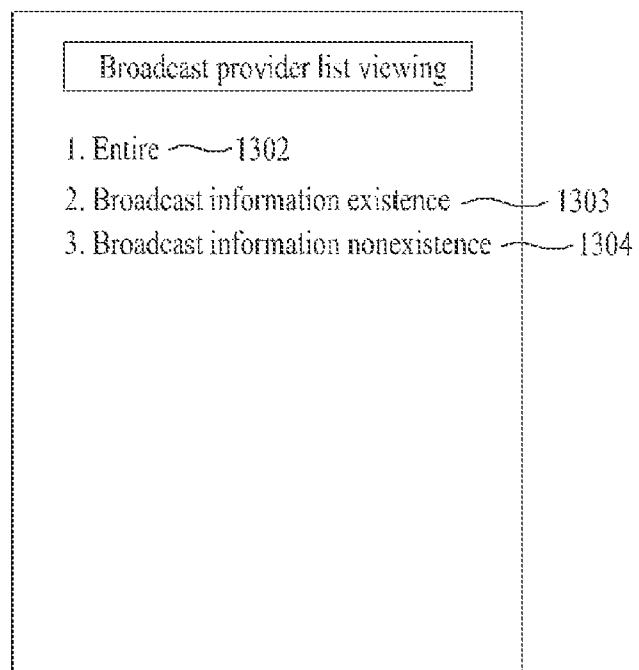 Broadcast provider list viewing
1. Entire 1302
2. Broadcast information existence 1303
3. Broadcast information nonexistence 1304